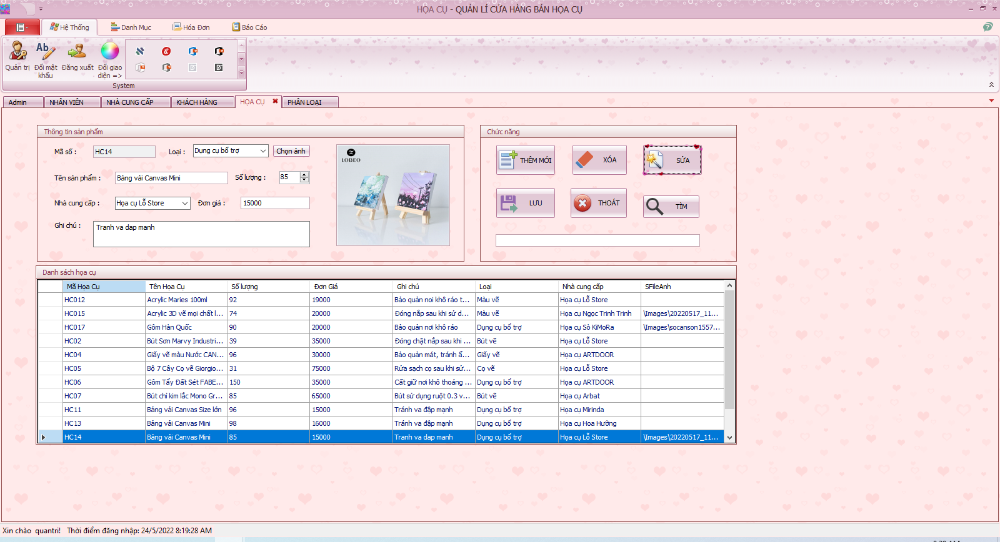 HỌA CỤ - QUẢN LÍ CỬA HÀNG BÁN HỌA CỤ
Hệ Thống Danh Mục Hóa Đơn Báo Cáo
Quản trị Đổi mật khẩu Đăng xuất Đổi giao diện =>
System
Admin NHÂN VIÊN NHÀ CUNG CẤP KHÁCH HÀNG HỌA CỤ PHÂN LOẠI
Thông tin sản phẩm
Mã số : HC14 Loại : Dụng cụ bổ trợ Chọn ảnh
Tên sản phẩm : Bảng vải Canvas Mini Số lượng : 85
Nhà cung cấp : Họa cụ Lỗ Store Đơn giá : 15000
Ghi chú : Tranh va dap manh
LOBEO
Chức năng
THÊM MỚI XÓA SỬA
LƯU THOÁT TÌM
Danh sách họa cụ
Mã Họa Cụ Tên Họa Cụ Số lượng Đơn Giá Ghi chú Loại Nhà cung cấp SFileAnh
HC012 Acrylic Maries 100ml 92 19000 Bảo quản noi khô ráo t... Màu vẽ Họa cụ Lỗ Store
HC015 Acrylic 3D vẽ mọi chất l... 74 20000 Đóng nắp sau khi sử d... Màu vẽ Họa cụ Ngọc Trinh Trinh \Images\20220517_11...
HC017 Gôm Hàn Quốc 90 20000 Bảo quản nơi khô ráo Dụng cụ bổ trợ Họa cụ Sò KiMoRa \Images\socanson1557...
HC02 Bút Sơn Marvy Industri... 39 35000 Đóng chặt nắp sau khi ... Bút vẽ Họa cụ Lỗ Store
HC04 Giấy vẽ màu Nước CAN... 96 30000 Bảo quản mát, tránh ẩ... Giấy vẽ Họa cụ ARTDOOR
HC05 Bộ 7 Cây Cọ vẽ Giorgio... 31 75000 Rửa sạch cọ sau khi sử... Cọ vẽ Họa cụ Lỗ Store
HC06 Gôm Tẩy Đất Sét FABE... 150 35000 Cất giữ nơi khô thoáng ... Dụng cụ bổ trợ Họa cụ ARTDOOR
HC07 Bút chì kim lắc Mono Gr... 85 65000 Bút sử dụng ruột 0.3 v... Bút vẽ Họa cụ Arbat
HC11 Bảng vải Canvas Size lớn 96 15000 Tránh va đập mạnh Dụng cụ bổ trợ Họa cụ Mirinda
HC13 Bảng vải Canvas Mini 98 16000 Tránh va đập mạnh Dụng cụ bổ trợ Họa cụ Hoa Hường
HC14 Bảng vải Canvas Mini 85 15000 Tranh va dap manh Dụng cụ bổ trợ Họa cụ Lỗ Store \Images\20220517_11...
Xin chào quantri! Thời điểm đăng nhập: 24/5/2022 8:19:28 AM